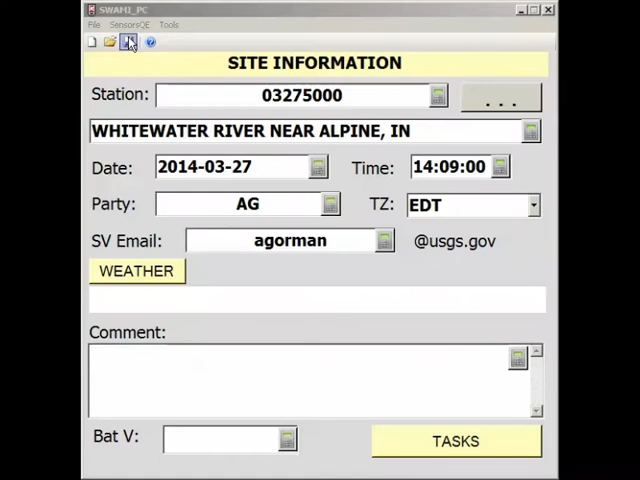 SWAMI_PC
File SensorsQE Tools
SITE INFORMATION
Station: 03275000 ...
WHITEWATER RIVER NEAR ALPINE, IN
Date: 2014-03-27 Time: 14:09:00
Party: AG TZ: EDT
SV Email: agorman @usgs.gov
WEATHER
Comment:
Bat V: TASKS